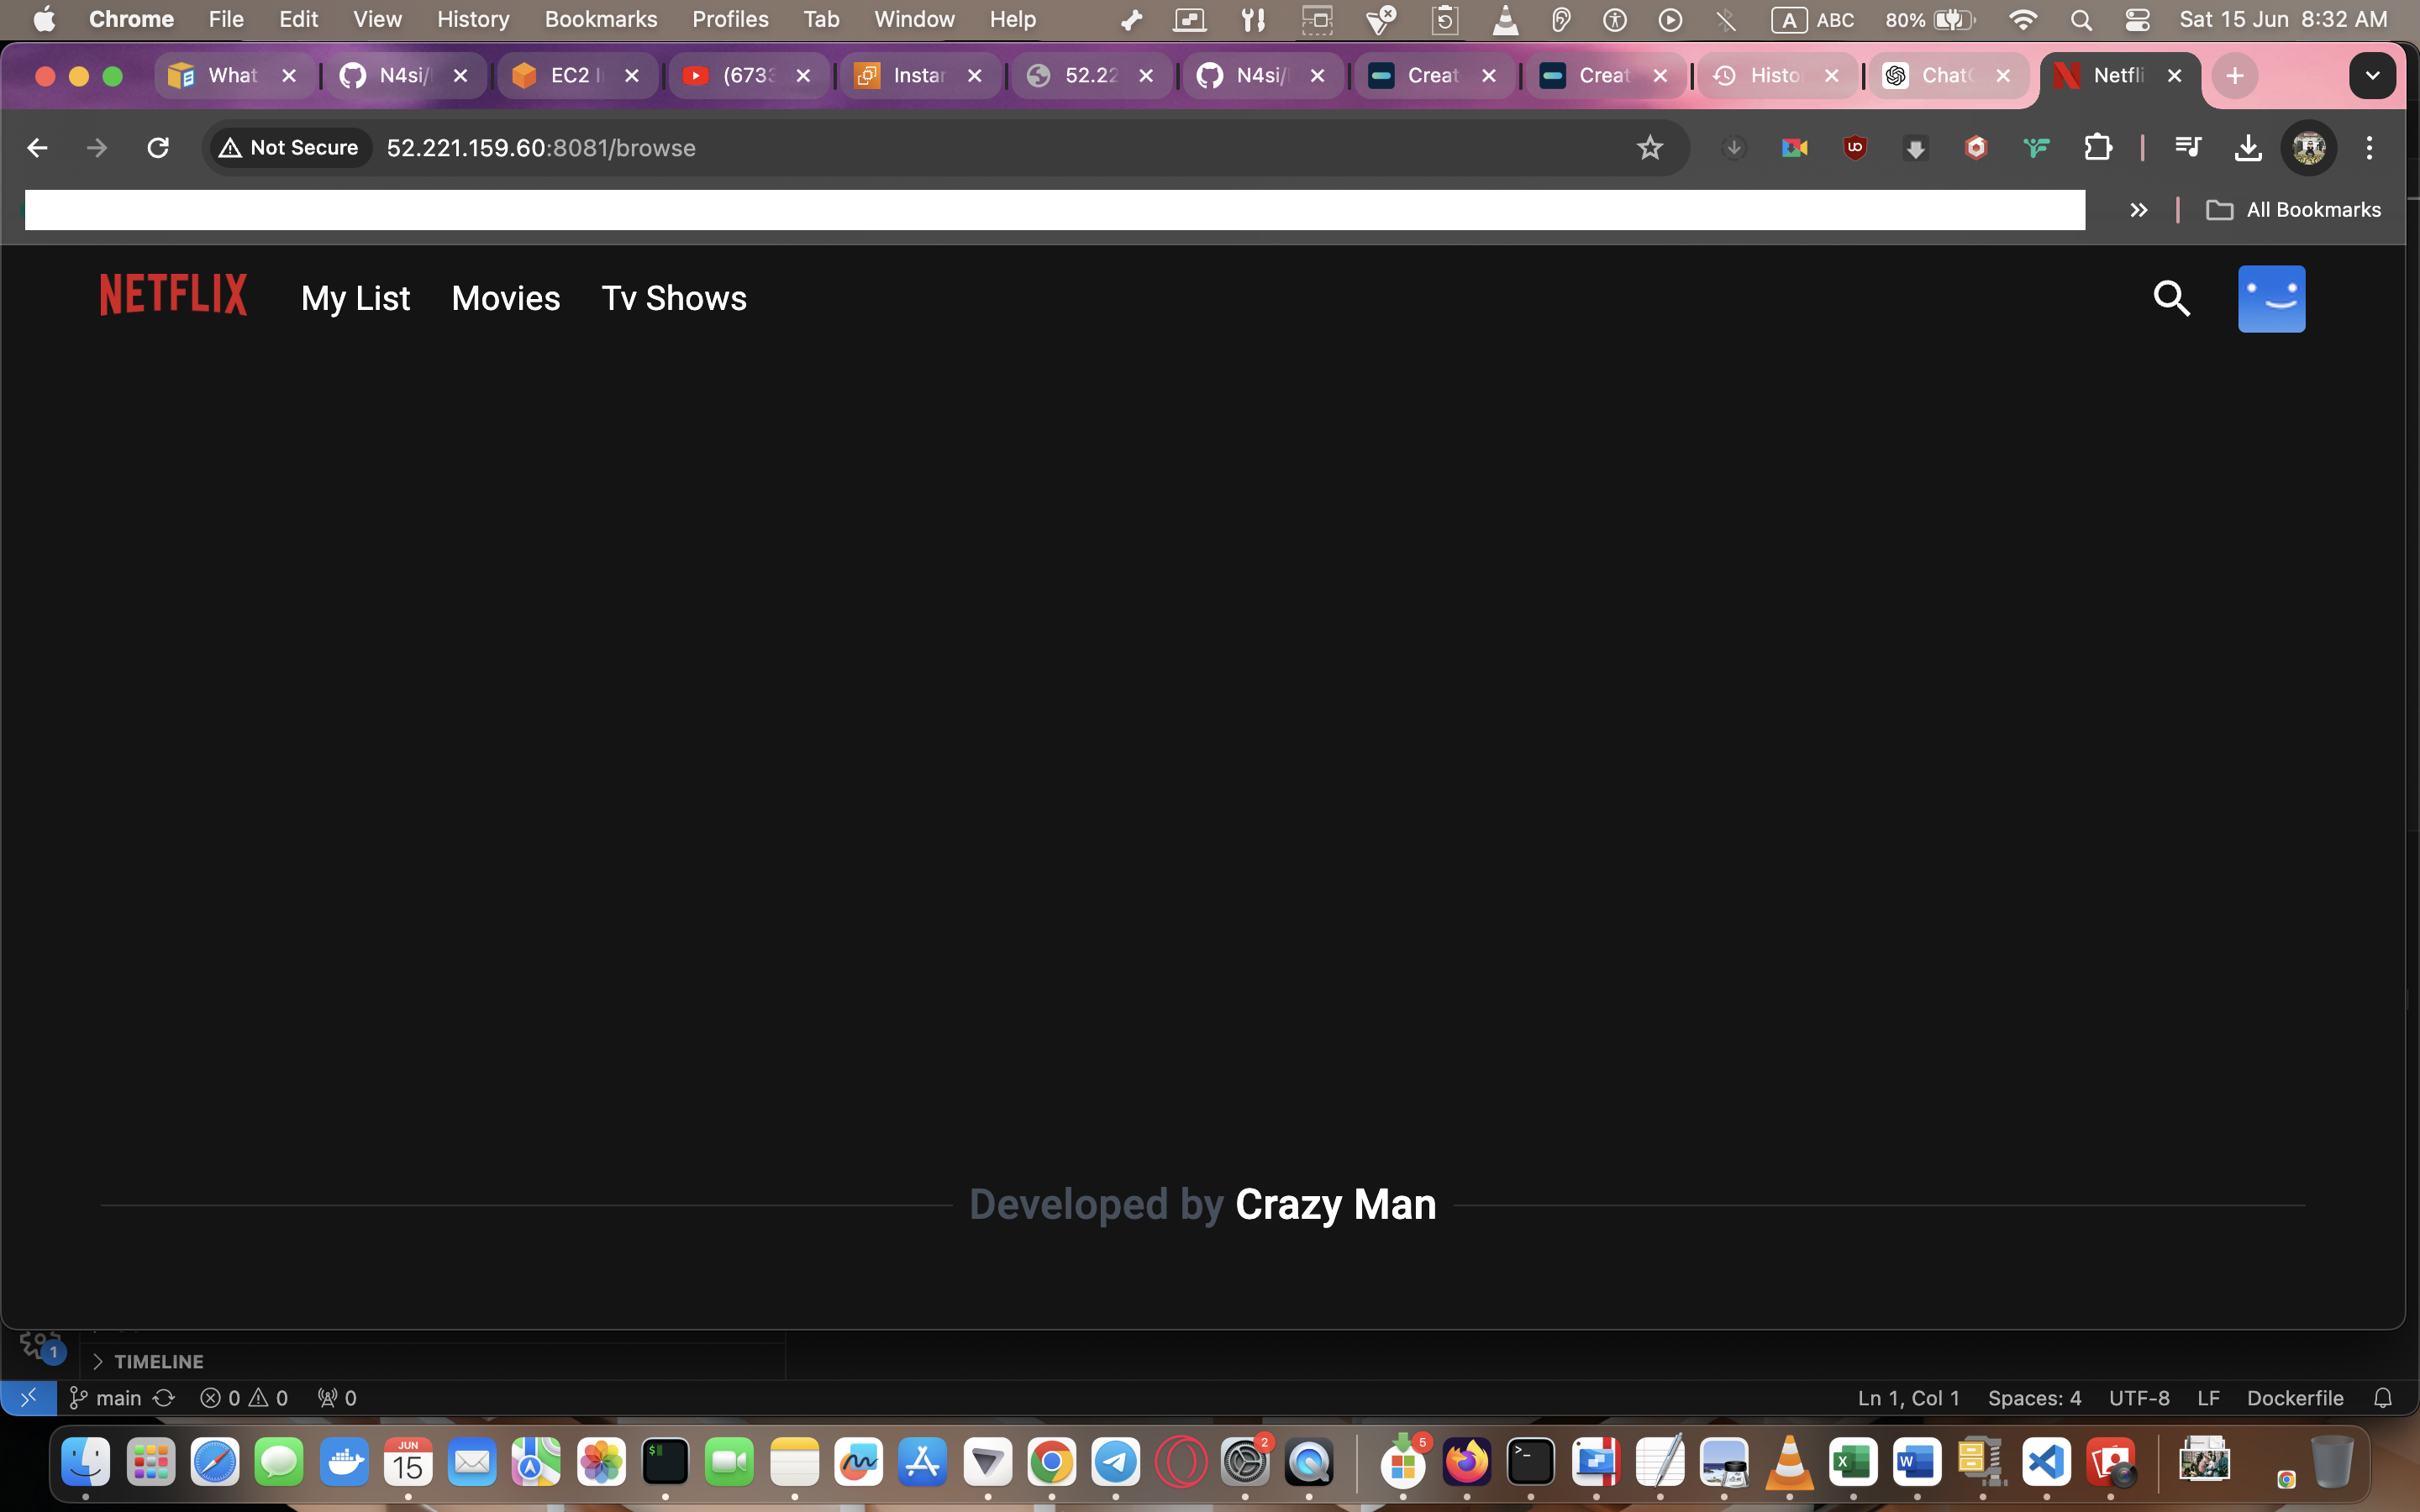 Chrome File Edit View History Bookmarks Profiles Tab Window Help A ABC 80% Sat 15 Jun 8:32 AM
What N4si/ EC2 I (673 Instan 52.22 N4si/ Creat Creat Histo Chat Netfli
Not Secure 52.221.159.60:8081/browse
All Bookmarks
NETFLIX My List Movies Tv Shows
Developed by Crazy Man
1 TIMELINE
main 0 0 0 Ln 1, Col 1 Spaces: 4 UTF-8 LF Dockerfile
JUN 2 5
15